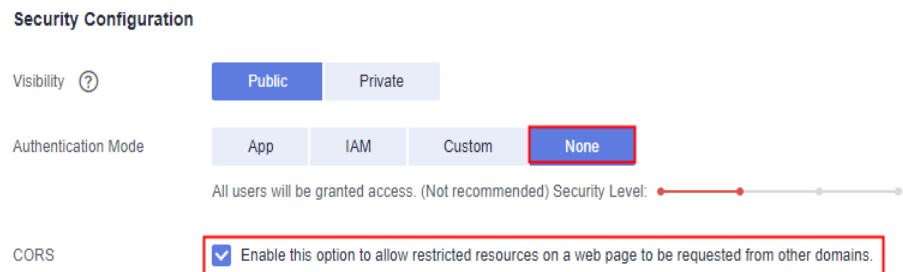 Security Configuration
Visibility ? Public Private
Authentication Mode App IAM Custom None
All users will be granted access. (Not recommended) Security Level:
CORS Enable this option to allow restricted resources on a web page to be requested from other domains.